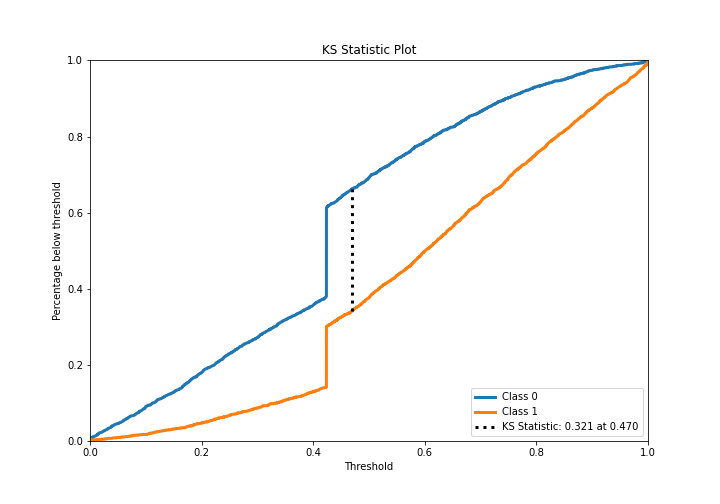 KS Statistic Plot
1.0
0.8
0.6
0.4
0.2
0.0
Percentage below threshold
Class 0
Class 1
KS Statistic: 0.321 at 0.470
0.0 0.2 0.4 0.6 0.8 1.0
Threshold